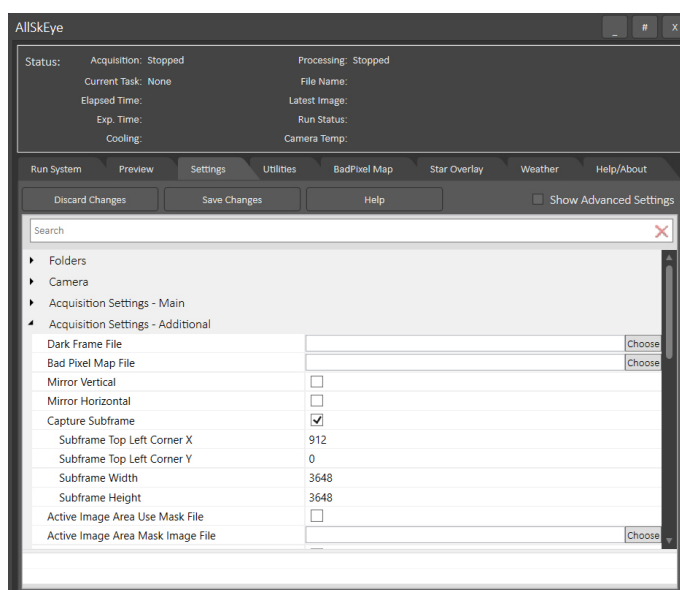 AllSkEye _ # X
Status: Acquisition: Stopped Processing: Stopped
Current Task: None File Name:
Elapsed Time: Latest Image:
Exp. Time: Run Status:
Cooling: Camera Temp:
Run System Preview Settings Utilities BadPixel Map Star Overlay Weather Help/About
Discard Changes Save Changes Help Show Advanced Settings
Search
Folders
Camera
Acquisition Settings - Main
Acquisition Settings - Additional
Dark Frame File Choose
Bad Pixel Map File Choose
Mirror Vertical
Mirror Horizontal
Capture Subframe
Subframe Top Left Corner X 912
Subframe Top Left Corner Y 0
Subframe Width 3648
Subframe Height 3648
Active Image Area Use Mask File
Active Image Area Mask Image File Choose